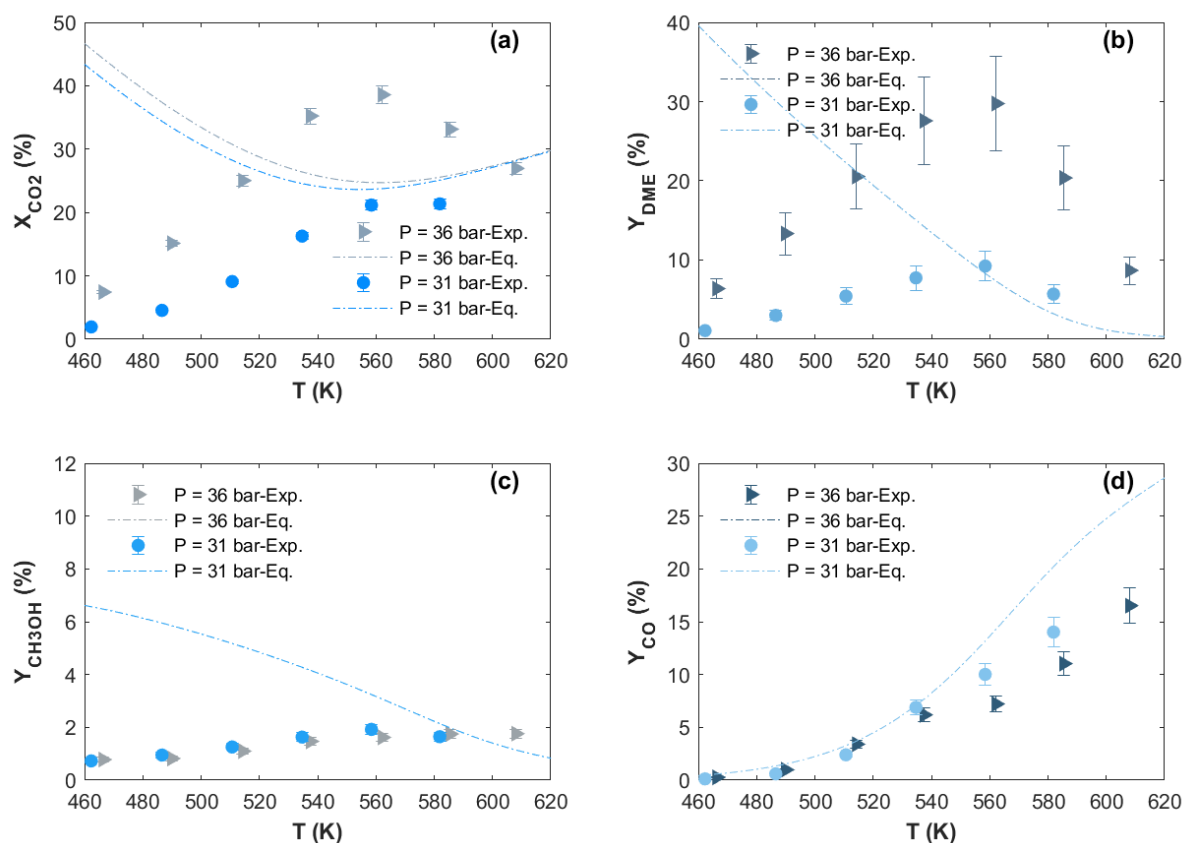 (a)
50
40
30
20
10
0
X_CO2 (%)
P = 36 bar-Exp.
P = 36 bar-Eq.
P = 31 bar-Exp.
P = 31 bar-Eq.
460 480 500 520 540 560 580 600 620
T (K)
(b)
40
30
20
10
0
Y_DME (%)
P = 36 bar-Exp.
P = 36 bar-Eq.
P = 31 bar-Exp.
P = 31 bar-Eq.
460 480 500 520 540 560 580 600 620
T (K)
(c)
12
10
8
6
4
2
0
Y_CH3OH (%)
P = 36 bar-Exp.
P = 36 bar-Eq.
P = 31 bar-Exp.
P = 31 bar-Eq.
460 480 500 520 540 560 580 600 620
T (K)
(d)
30
25
20
15
10
5
0
Y_CO (%)
P = 36 bar-Exp.
P = 36 bar-Eq.
P = 31 bar-Exp.
P = 31 bar-Eq.
460 480 500 520 540 560 580 600 620
T (K)